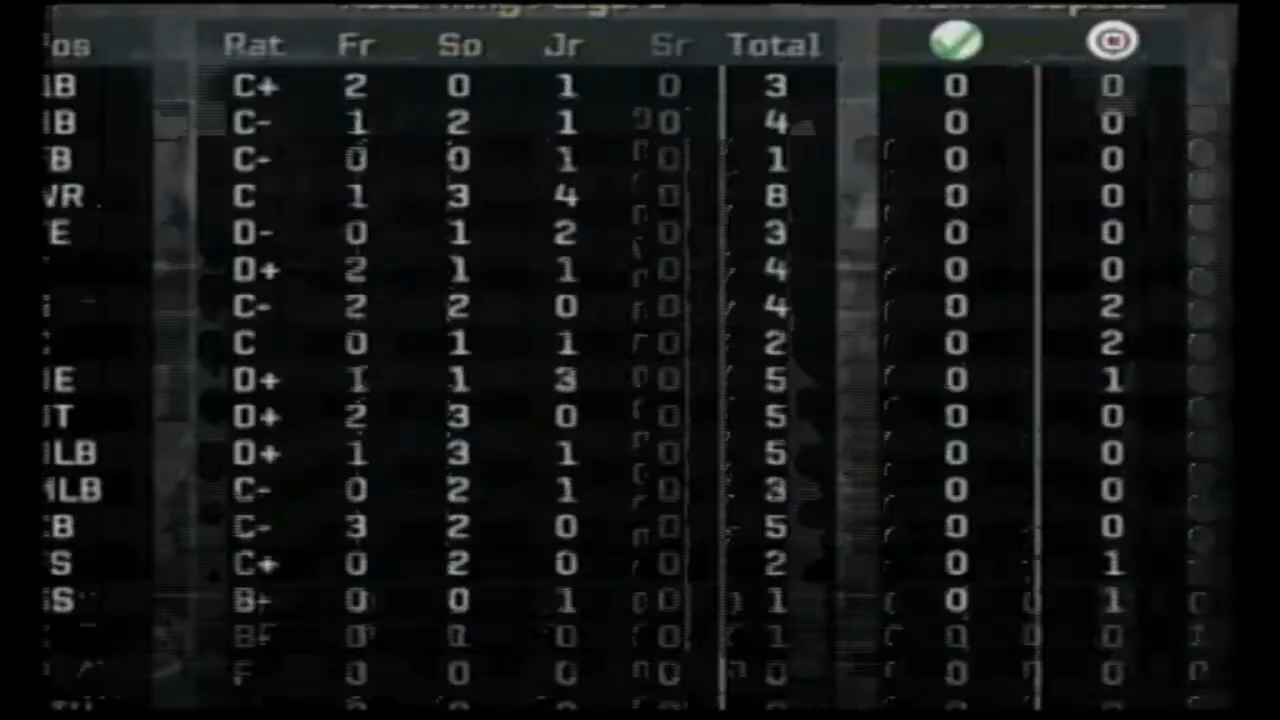 Rat Fr So Jr Sr Total
C+ 2 0 1 0 3 0 0
C- 1 2 1 0 4 0 0
C- 0 0 1 0 1 0 0
C 1 3 4 0 8 0 0
D- 0 1 2 0 3 0 0
D+ 2 1 1 0 4 0 0
C- 2 2 0 0 4 0 2
C 0 1 1 0 2 0 2
E D+ 1 1 3 0 5 0 1
T D+ 2 3 0 0 5 0 0
LB D+ 1 3 1 0 5 0 0
LB C- 0 2 1 0 3 0 0
B C- 3 2 0 0 5 0 0
S C+ 0 2 0 0 2 0 1
S B+ 0 0 1 0 1 0 1
0 0 0 1 0 0
F 0 0 0 0 0 0 0